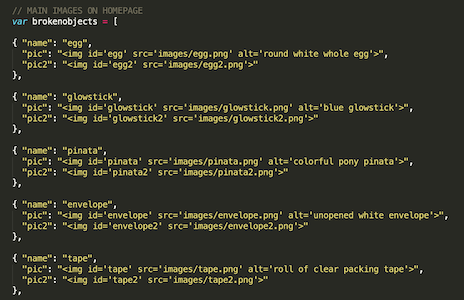 // MAIN IMAGES ON HOMEPAGE
var brokenobjects = [
{ "name": "egg",
"pic": "<img id='egg' src='images/egg.png' alt='round white whole egg'>",
"pic2": "<img id='egg2' src='images/egg2.png'>"
},
{ "name": "glowstick",
"pic": "<img id='glowstick' src='images/glowstick.png' alt='blue glowstick'>",
"pic2": "<img id='glowstick2' src='images/glowstick2.png'>"
},
{ "name": "pinata",
"pic": "<img id='pinata' src='images/pinata.png' alt='colorful pony pinata'>",
"pic2": "<img id='pinata2' src='images/pinata2.png'>"
},
{ "name": "envelope",
"pic": "<img id='envelope' src='images/envelope.png' alt='unopened white envelope'>",
"pic2": "<img id='envelope2' src='images/envelope2.png'>"
},
{ "name": "tape",
"pic": "<img id='tape' src='images/tape.png' alt='roll of clear packing tape'>",
"pic2": "<img id='tape2' src='images/tape2.png'>"
},